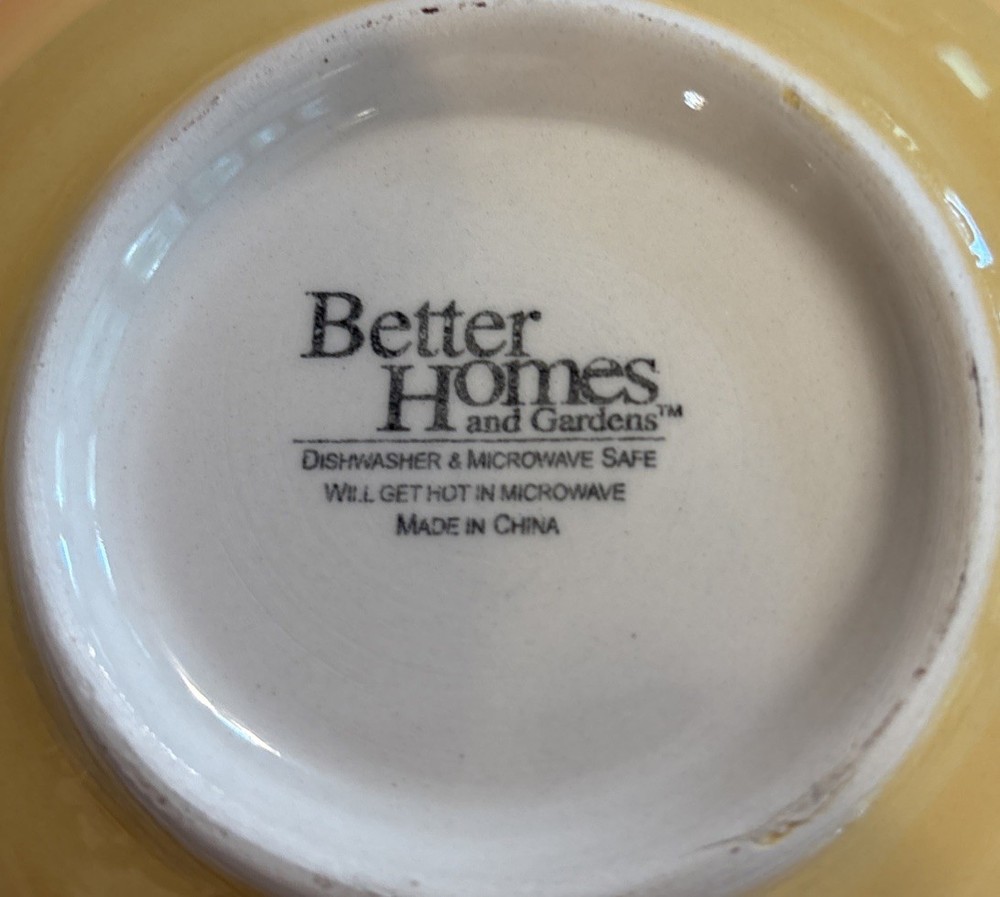 Better
Homes
and Gardens™
DISHWASHER & MICROWAVE SAFE
WILL GET HOT IN MICROWAVE
MADE IN CHINA